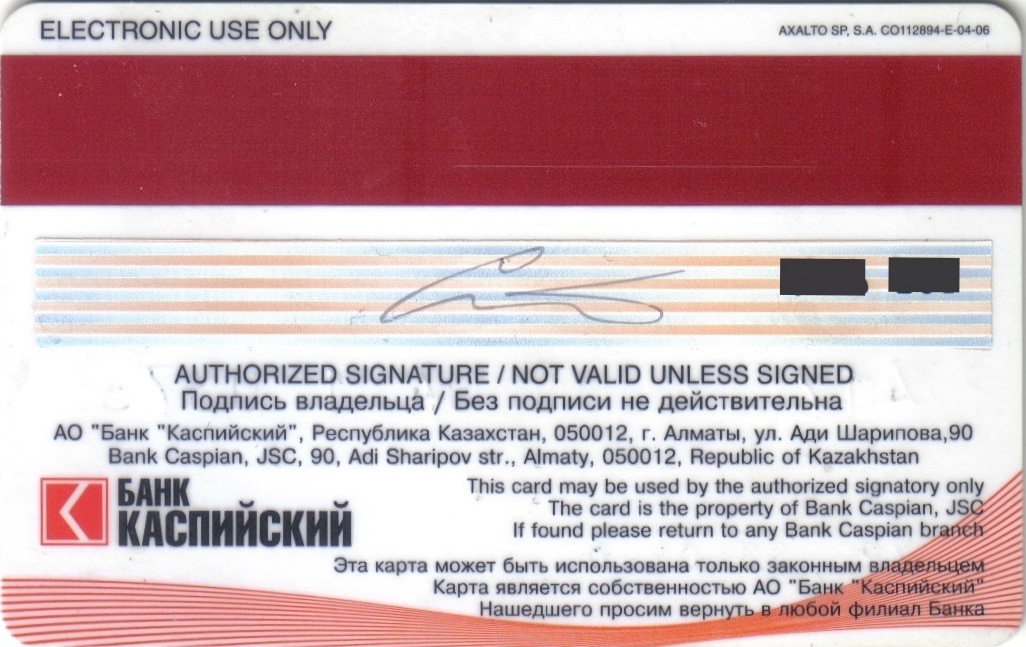 ELECTRONIC USE ONLY
AXALTO SP, S.A. CO112894-E-04-06
AUTHORIZED SIGNATURE / NOT VALID UNLESS SIGNED
Подпись владельца / Без подписи не действительна
АО "Банк "Каспийский", Республика Казахстан, 050012, г. Алматы, ул. Ади Шарипова,90
Bank Caspian, JSC, 90, Adi Sharipov str., Almaty, 050012, Republic of Kazakhstan
БАНК
КАСПИЙСКИЙ
This card may be used by the authorized signatory only
The card is the property of Bank Caspian, JSC
If found please return to any Bank Caspian branch
Эта карта может быть использована только законным владельцем
Карта является собственностью АО "Банк "Каспийский"
Нашедшего просим вернуть в любой филиал Банка